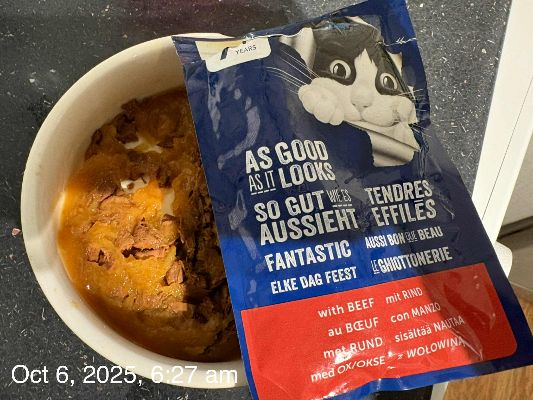 YEARS
AS GOOD
AS IT LOOKS
SO GUT WIE ES
AUSSIEHT
FANTASTIC
ELKE DAG FEEST
TENDRES
EFFILÉS
AUSSI BON QUE BEAU
LE GHIOTTONERIE
with BEEF mit RIND
au BŒUF con MANZO
met RUND sisältää NAUTAA
med OX/OKSE z WOŁOWINĄ
Oct 6, 2025, 6:27 am